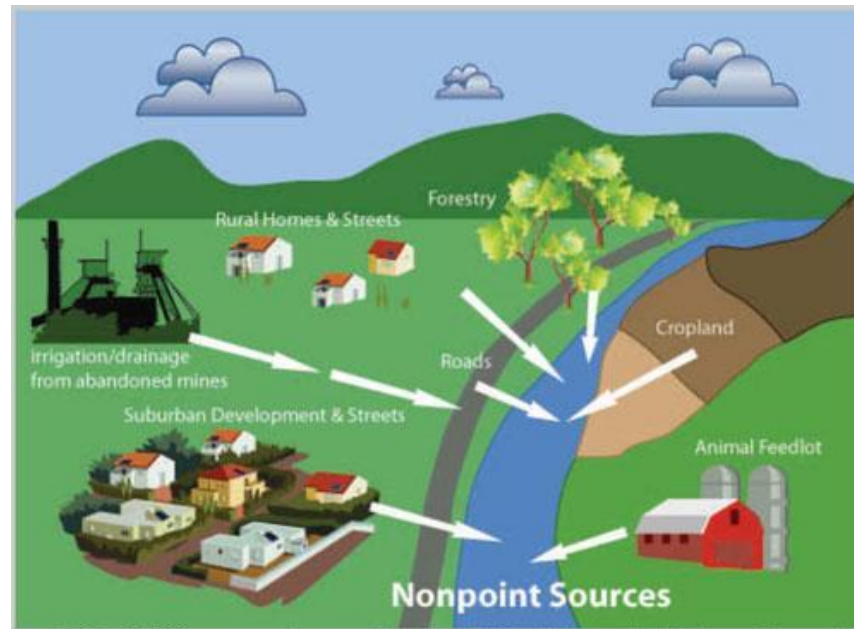 Forestry
Rural Homes & Streets
Cropland
irrigation/drainage
from abandoned mines
Roads
Suburban Development & Streets
Animal Feedlot
Nonpoint Sources